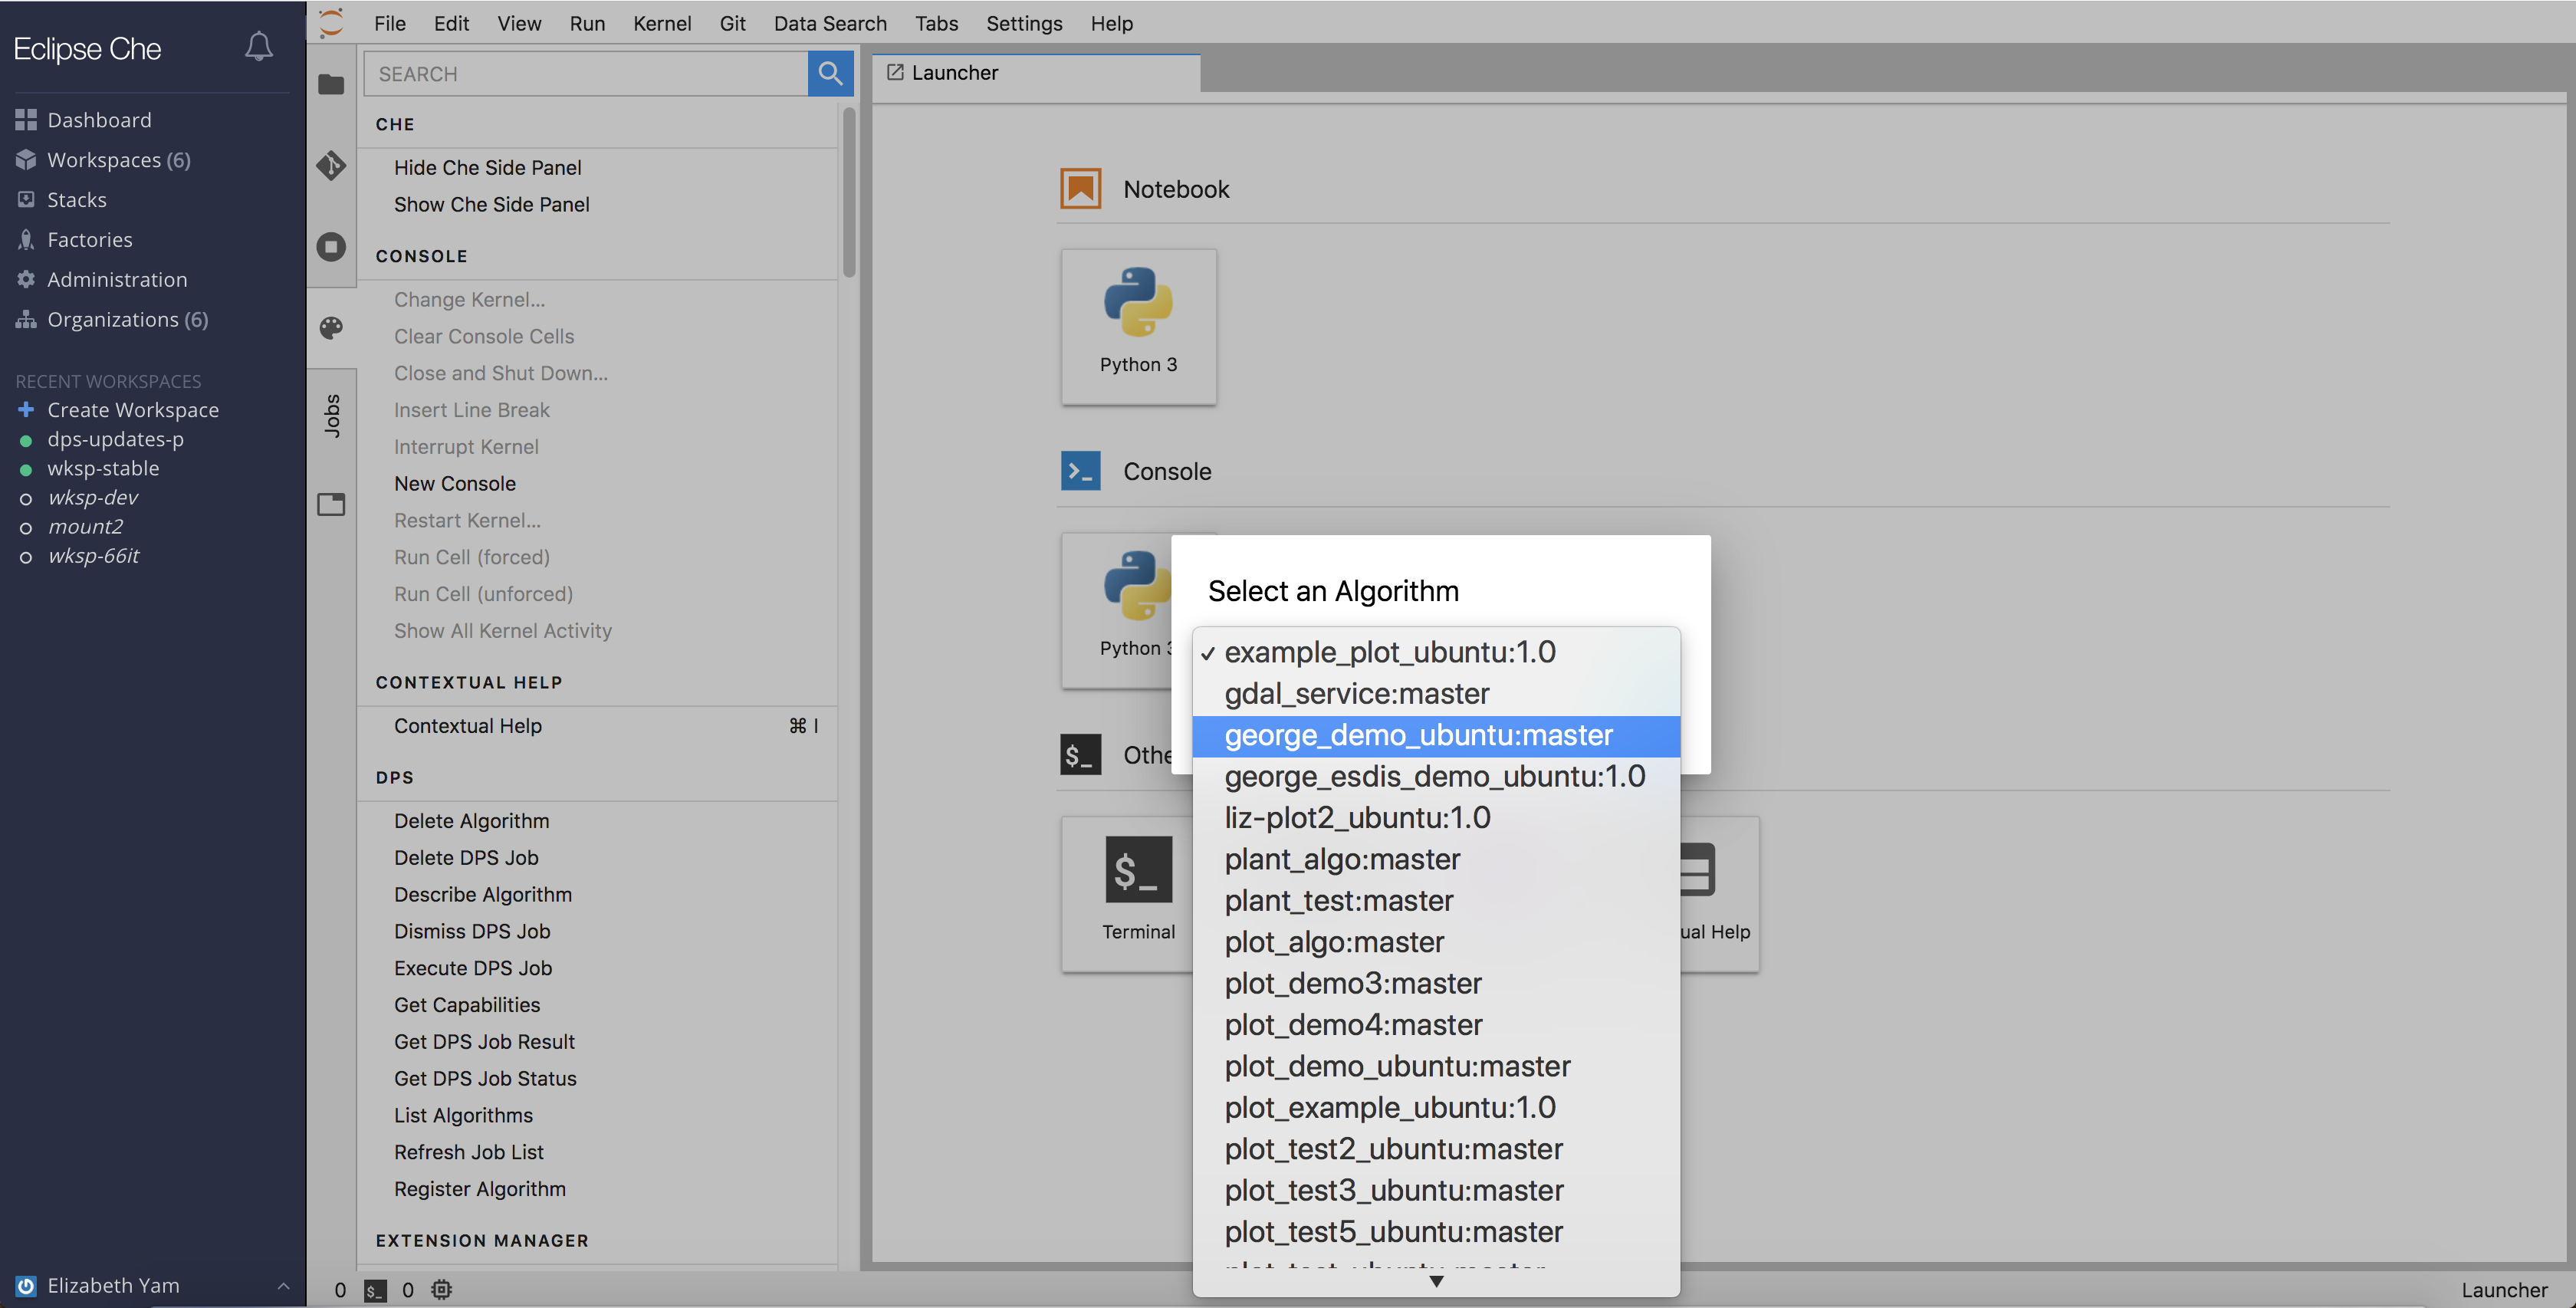 Eclipse Che
Dashboard
Workspaces (6)
Stacks
Factories
Administration
Organizations (6)
RECENT WORKSPACES
Create Workspace
dps-updates-p
wksp-stable
wksp-dev
mount2
wksp-66it
Elizabeth Yam
File Edit View Run Kernel Git Data Search Tabs Settings Help
Jobs
SEARCH
CHE
Hide Che Side Panel
Show Che Side Panel
CONSOLE
Change Kernel...
Clear Console Cells
Close and Shut Down...
Insert Line Break
Interrupt Kernel
New Console
Restart Kernel...
Run Cell (forced)
Run Cell (unforced)
Show All Kernel Activity
CONTEXTUAL HELP
Contextual Help ⌘ I
DPS
Delete Algorithm
Delete DPS Job
Describe Algorithm
Dismiss DPS Job
Execute DPS Job
Get Capabilities
Get DPS Job Result
Get DPS Job Status
List Algorithms
Refresh Job List
Register Algorithm
EXTENSION MANAGER
Launcher
Notebook
Python 3
Console
Python 3
$_ Othe
$_
Terminal
ual Help
Select an Algorithm
✓ example_plot_ubuntu:1.0
gdal_service:master
george_demo_ubuntu:master
george_esdis_demo_ubuntu:1.0
liz-plot2_ubuntu:1.0
plant_algo:master
plant_test:master
plot_algo:master
plot_demo3:master
plot_demo4:master
plot_demo_ubuntu:master
plot_example_ubuntu:1.0
plot_test2_ubuntu:master
plot_test3_ubuntu:master
plot_test5_ubuntu:master
0 $_ 0
Launcher